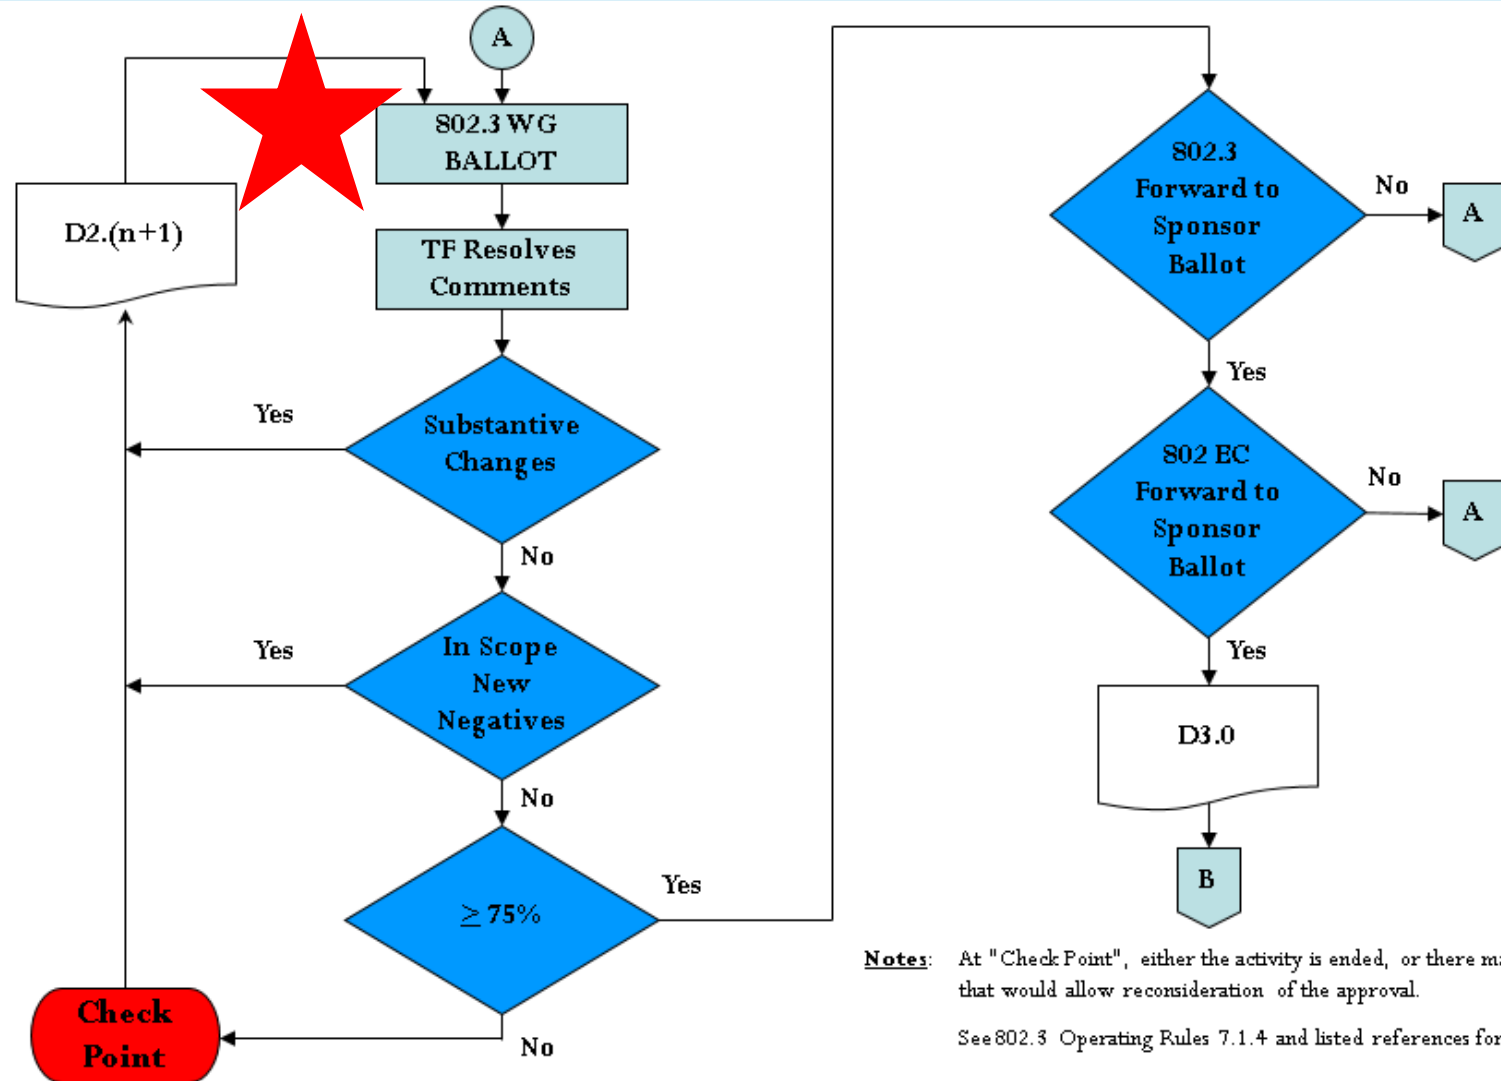 A
802.3 WG
BALLOT
D2.(n+1)
TF Resolves
Comments
Yes
Substantive
Changes
No
Yes
In Scope
New
Negatives
No
≥ 75%
Yes
No
Check
Point
802.3
Forward to
Sponsor
Ballot
No
A
Yes
802 EC
Forward to
Sponsor
Ballot
No
A
Yes
D3.0
B
Notes: At "Check Point", either the activity is ended, or there
that would allow reconsideration of the approval.
See 802.3 Operating Rules 7.1.4 and listed references for